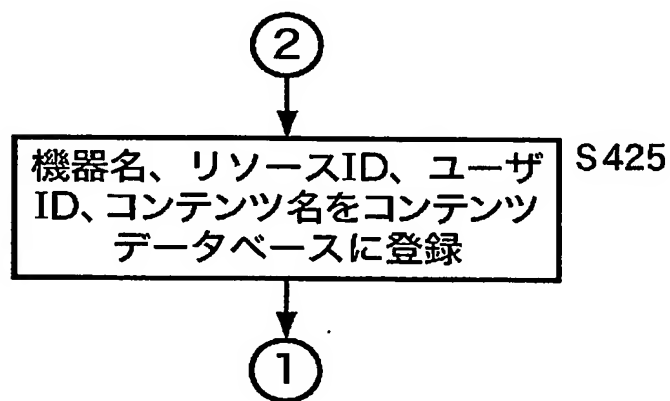 ②
機器名、リソースID、ユーザ
ID、コンテンツ名をコンテンツ
データベースに登録
S425
①